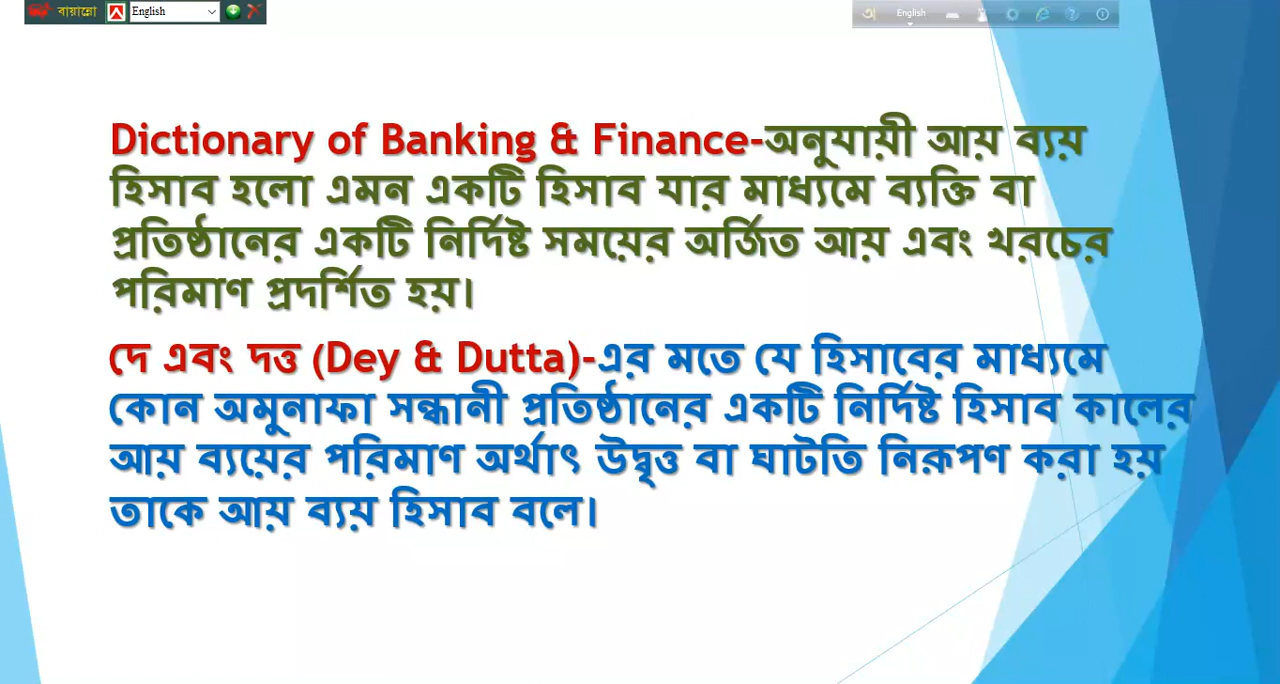 বায়ান্নো English
English
Dictionary of Banking & Finance-অনুযায়ী আয় ব্যয়
হিসাব হলো এমন একটি হিসাব যার মাধ্যমে ব্যক্তি বা
প্রতিষ্ঠানের একটি নির্দিষ্ট সময়ের অর্জিত আয় এবং খরচের
পরিমাণ প্রদর্শিত হয়।
দে এবং দত্ত (Dey & Dutta)-এর মতে যে হিসাবের মাধ্যমে
কোন অমুনাফা সন্ধানী প্রতিষ্ঠানের একটি নির্দিষ্ট হিসাব কালের
আয় ব্যয়ের পরিমাণ অর্থাৎ উদ্বৃত্ত বা ঘাটতি নিরূপণ করা হয়
তাকে আয় ব্যয় হিসাব বলে।